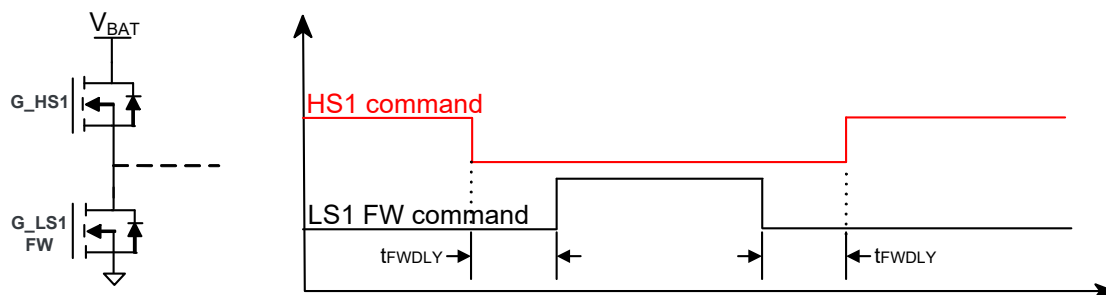 VBAT
G_HS1
G_LS1
FW
HS1 command
LS1 FW command
tFWDLY
tFWDLY